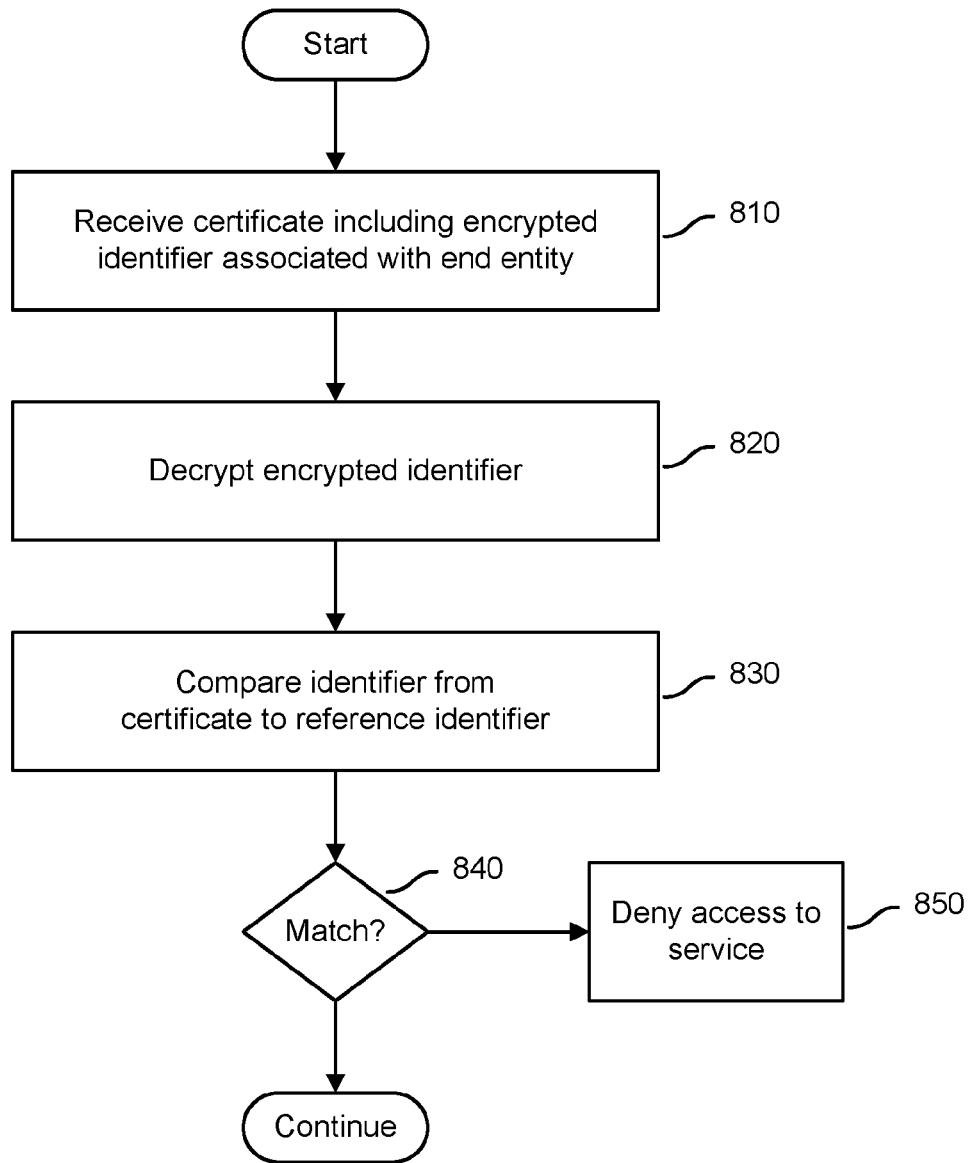 Start
Receive certificate including encrypted
identifier associated with end entity
810
Decrypt encrypted identifier
820
Compare identifier from
certificate to reference identifier
830
Match?
840
Deny access to
service
850
Continue